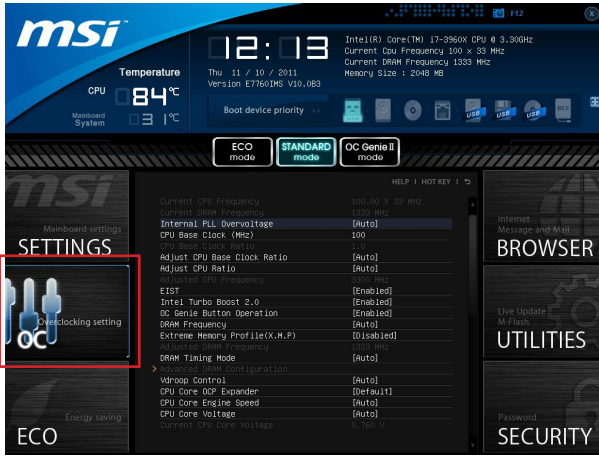 msi
F12
12:13
Thu 11 / 10 / 2011
Version E7760IMS V10.0B3
Intel(R) Core(TM) i7-3960X CPU @ 3.30GHz
Current Cpu Frequency 100 x 33 MHz
Current DRAM Frequency 1333 MHz
Memory Size : 2048 MB
Temperature
CPU 84°C
Mainboard
System 31°C
Boot device priority
USB USB USB DEV
ECO mode
STANDARD mode
OC Genie II mode
HELP | HOT KEY |
msi
Mainboard settings
SETTINGS
Overclocking setting
OC
Energy saving
ECO
Current CPU Frequency 100.00 X 33 MHz
Current DRAM Frequency 1333 MHz
Internal PLL Overvoltage [Auto]
CPU Base Clock (MHz) 100
CPU Base Clock Ratio 1.0
Adjust CPU Base Clock Ratio [Auto]
Adjust CPU Ratio [Auto]
Adjusted CPU Frequency 3300 MHz
EIST [Enabled]
Intel Turbo Boost 2.0 [Enabled]
OC Genie Button Operation [Enabled]
DRAM Frequency [Auto]
Extreme Memory Profile(X.M.P) [Disabled]
Adjusted DRAM Frequency 1333 MHz
DRAM Timing Mode [Auto]
Advanced DRAM Configuration
Vdroop Control [Auto]
CPU Core OCP Expander [Default]
CPU Core Engine Speed [Auto]
CPU Core Voltage [Auto]
Current CPU Core Voltage 0.760 V
Internet
Message and Mail
BROWSER
Live Update
M-Flash
UTILITIES
Password
SECURITY